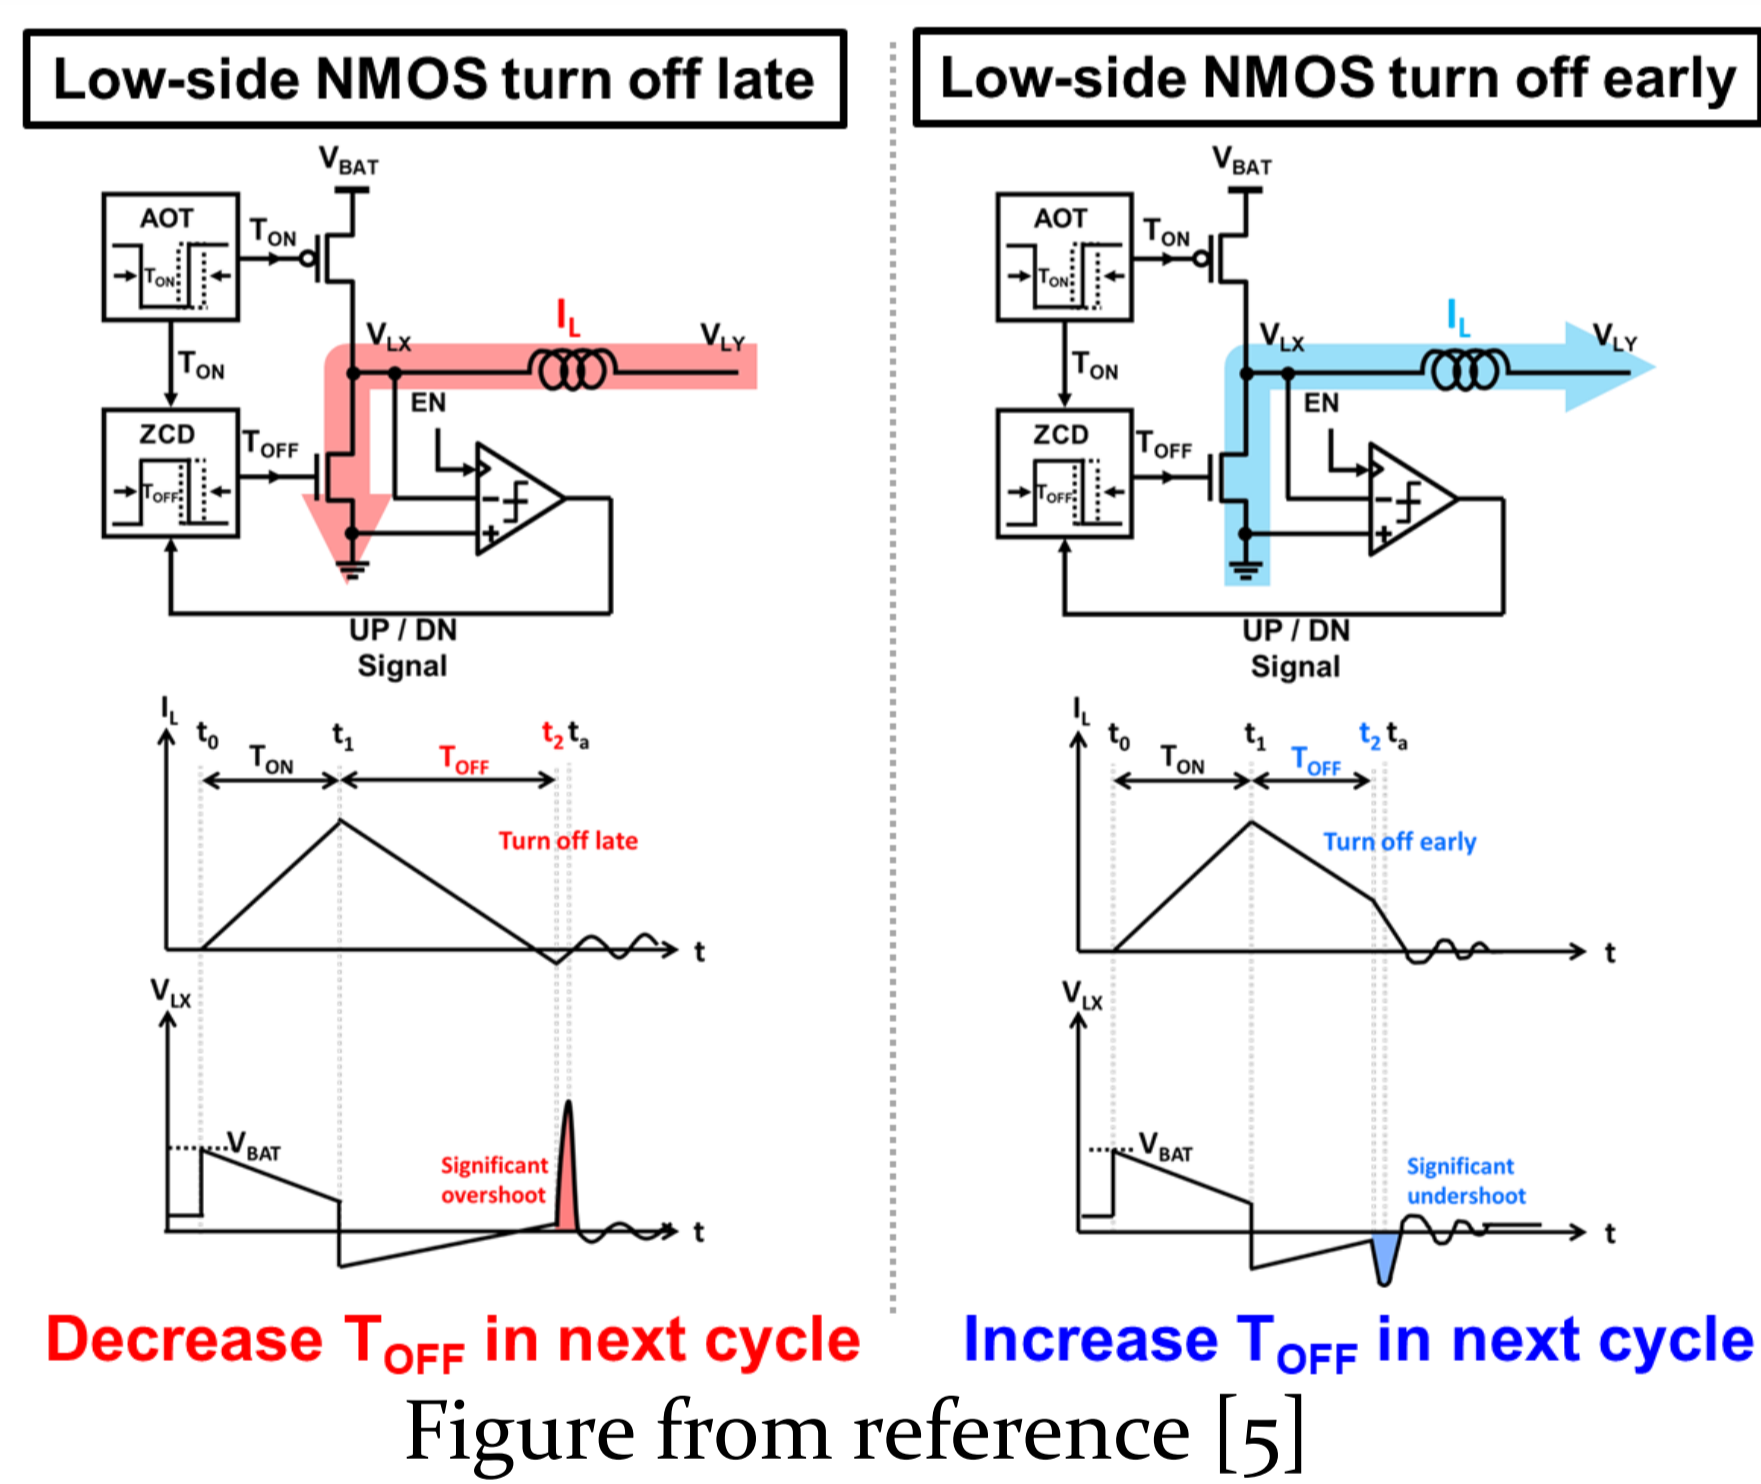 Low-side NMOS turn off late
VBAT
AOT
TON
TON
TON
VLX
IL
VLY
EN
ZCD
TOFF
TOFF
−
+
UP / DN
Signal
IL
t0
t1
t2 ta
TON
TOFF
Turn off late
t
VLX
VBAT
Significant
overshoot
t
Decrease TOFF in next cycle
Low-side NMOS turn off early
VBAT
AOT
TON
TON
TON
VLX
IL
VLY
EN
ZCD
TOFF
TOFF
−
+
UP / DN
Signal
IL
t0
t1
t2 ta
TON
TOFF
Turn off early
t
VLX
VBAT
Significant
undershoot
t
Increase TOFF in next cycle
Figure from reference [5]